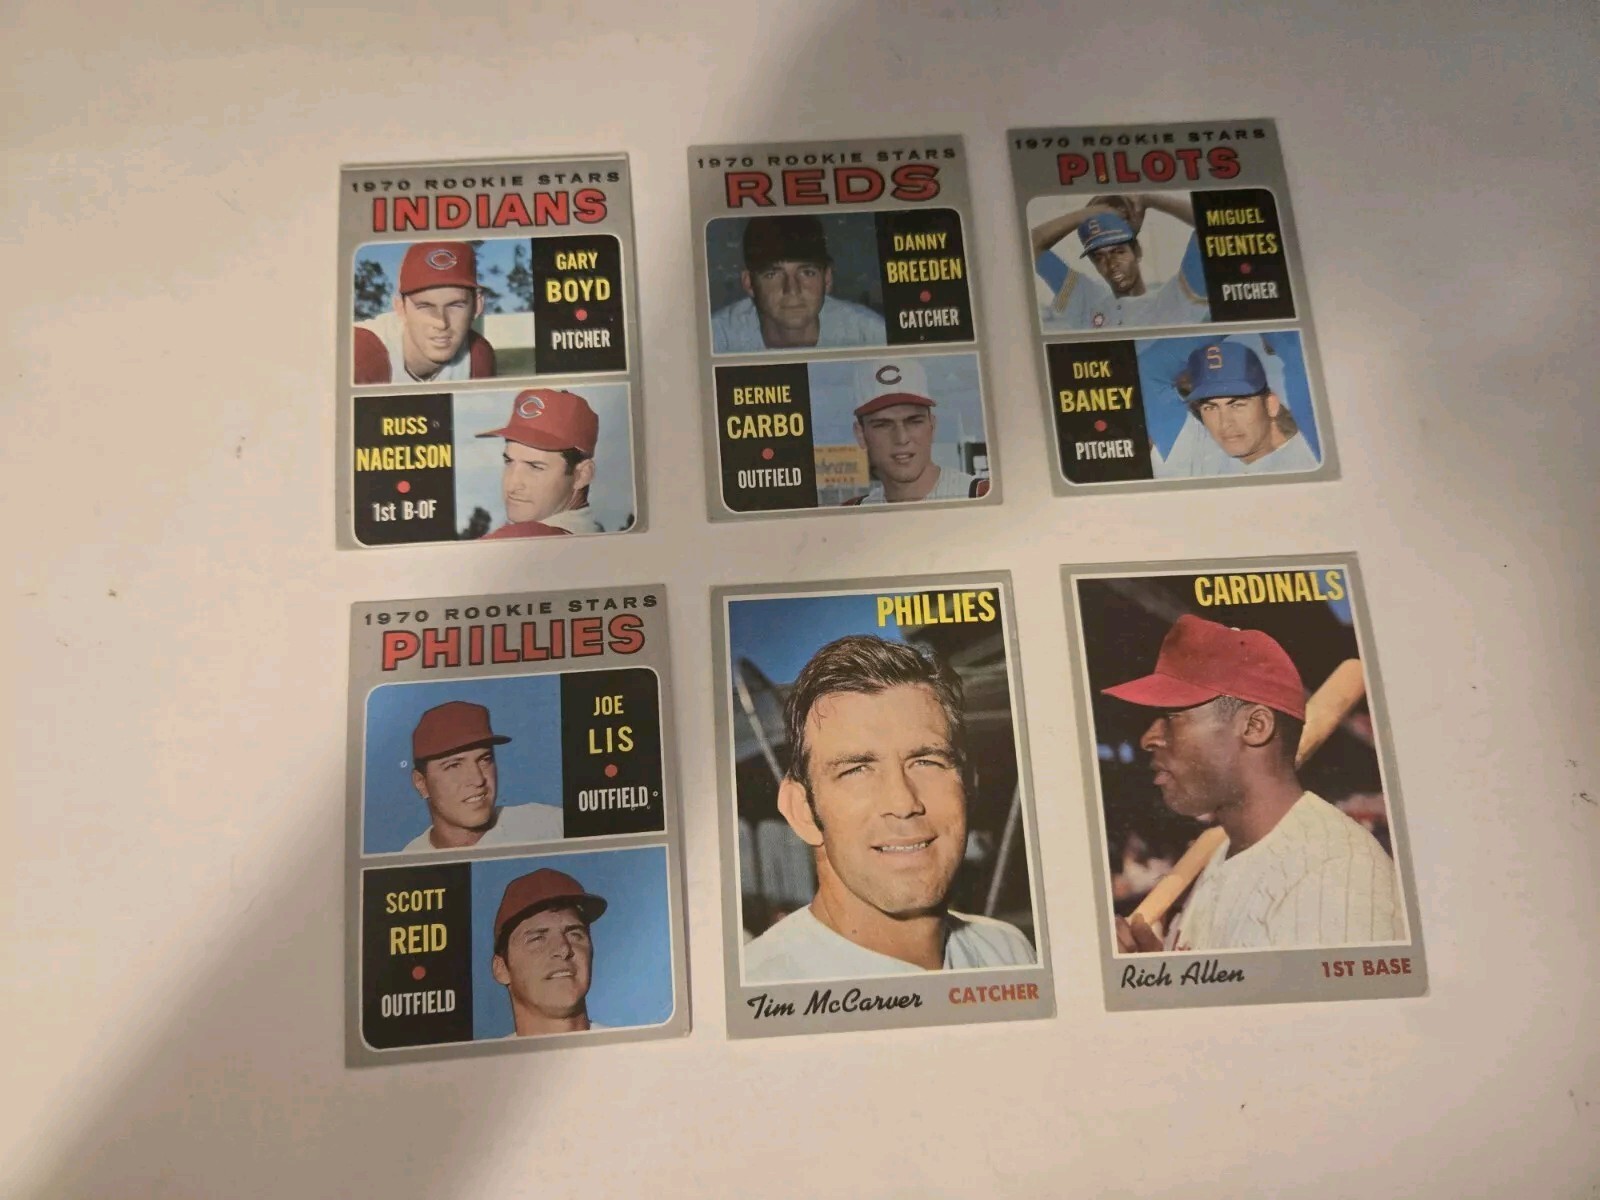 1970 ROOKIE STARS
INDIANS
GARY
BOYD
PITCHER
RUSS
NAGELSON
1st B-OF
1970 ROOKIE STARS
REDS
DANNY
BREEDEN
CATCHER
BERNIE
CARBO
OUTFIELD
1970 ROOKIE STARS
PILOTS
MIGUEL
FUENTES
PITCHER
DICK
BANEY
PITCHER
1970 ROOKIE STARS
PHILLIES
JOE
LIS
OUTFIELD
SCOTT
REID
OUTFIELD
PHILLIES
Tim McCarver CATCHER
CARDINALS
Rich Allen 1ST BASE